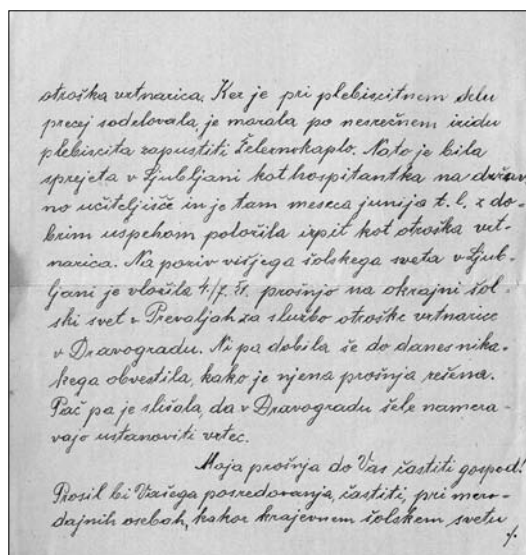 otroška vrtnarica. Ker je pri plebiscitnem delu
precej sodelovala, je morala po nesrečnem izidu
plebiscita zapustiti Železnokaplo. Nato je bila
sprejeta v Ljubljani kot hospitantka na držav
no učiteljišče in je tam meseca junija t. l. z do-
brim uspehom položila izpit kot otroška vrt-
narica. Na poziv višjega šolskega sveta v Ljub-
ljani je vložila prošnjo na okrajni šol-
ski svet v Prevaljah za službo otroške vrtnarice
v Dravogradu. Ni pa dobila še do danes nika-
kega obvestila, kako je njena prošnja rešena.
Pač pa je slišala, da v Dravogradu šele namera-
vajo ustanoviti vrtec.
Moja prošnja do Vas častiti gospod!
Prosil bi Vašega posredovanja, častiti, pri mero-
dajnih osebah, kakor krajevnem šolskem svetu
./.